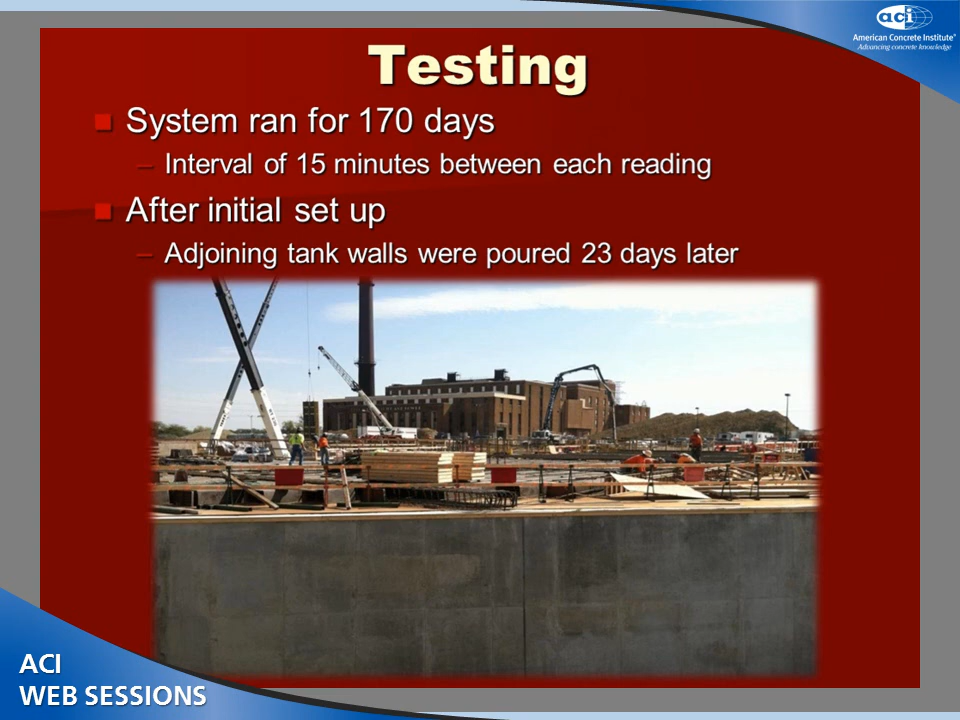 aci
American Concrete Institute®
Advancing concrete knowledge
Testing
System ran for 170 days
– Interval of 15 minutes between each reading
After initial set up
– Adjoining tank walls were poured 23 days later
ACI
WEB SESSIONS